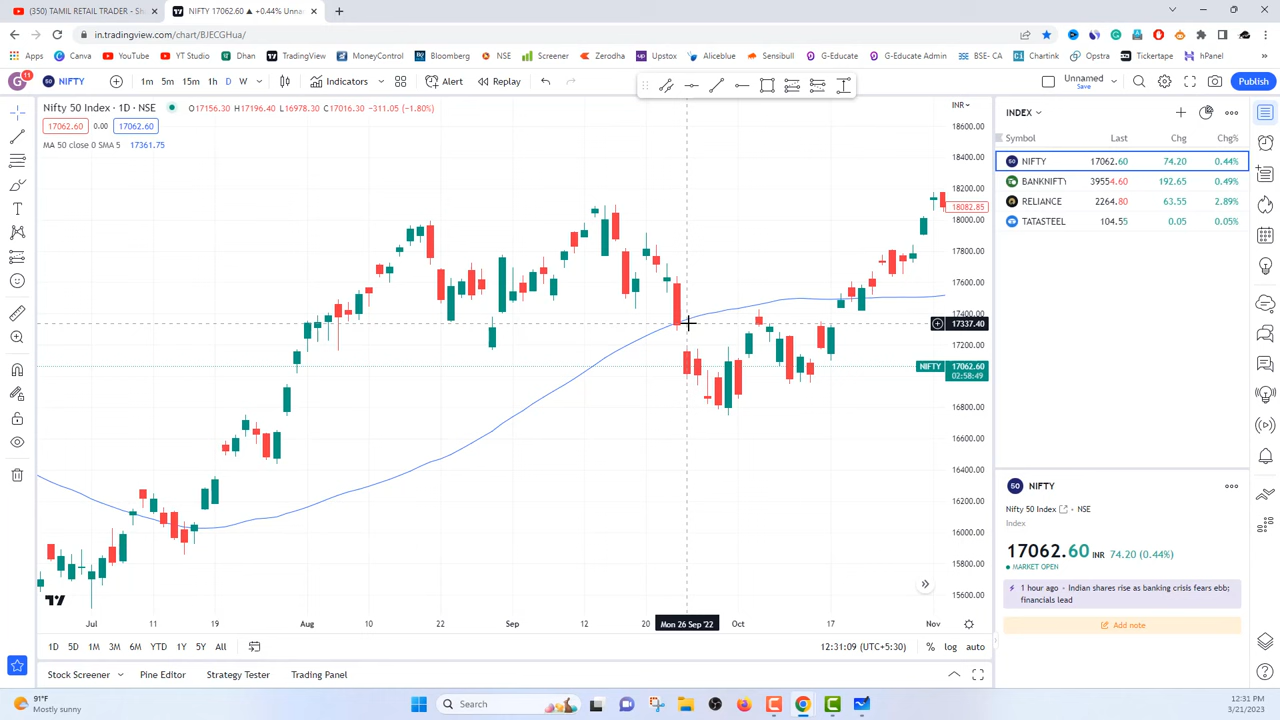 (350) TAMIL RETAIL TRADER - S
NIFTY 17062.60 ▲ +0.44% Unna
in.tradingview.com/chart/BJECGHua/
Apps Canva YouTube YT Studio Dhan TradingView MoneyControl Bloomberg NSE Screener Zerodha Upstox Aliceblue Sensibull G-Educate G-Educate Admin BSE- CA Chartink Opstra Tickertape hPanel
G 11 50 NIFTY 1m 5m 15m 1h D W Indicators Alert Replay Unnamed Save Publish
Nifty 50 Index · 1D · NSE O17156.30 H17196.40 L16978.30 C17016.30 -311.05 (-1.80%)
17062.60 0.00 17062.60
MA 50 close 0 SMA 5 17361.75
INR
18600.00
18400.00
18200.00
18082.85
18000.00
17800.00
17600.00
17400.00
17337.40
17200.00
NIFTY 17062.60
02:58:49
16800.00
16600.00
16400.00
16200.00
16000.00
15800.00
15600.00
Jul 11 19 Aug 10 22 Sep 12 20 Mon 26 Sep '22 Oct 17 Nov
1D 5D 1M 3M 6M YTD 1Y 5Y All 12:31:09 (UTC+5:30) % log auto
Stock Screener Pine Editor Strategy Tester Trading Panel
INDEX
Symbol Last Chg Chg%
50 NIFTY 17062.60 74.20 0.44%
BANKNIFTY 39554.60 192.65 0.49%
RELIANCE 2264.80 63.55 2.89%
TATASTEEL 104.55 0.05 0.05%
50 NIFTY
Nifty 50 Index · NSE
Index
17062.60 INR 74.20 (0.44%)
MARKET OPEN
1 hour ago · Indian shares rise as banking crisis fears ebb;
financials lead
Add note
91°F
Mostly sunny
Search
12:31 PM
3/21/2023